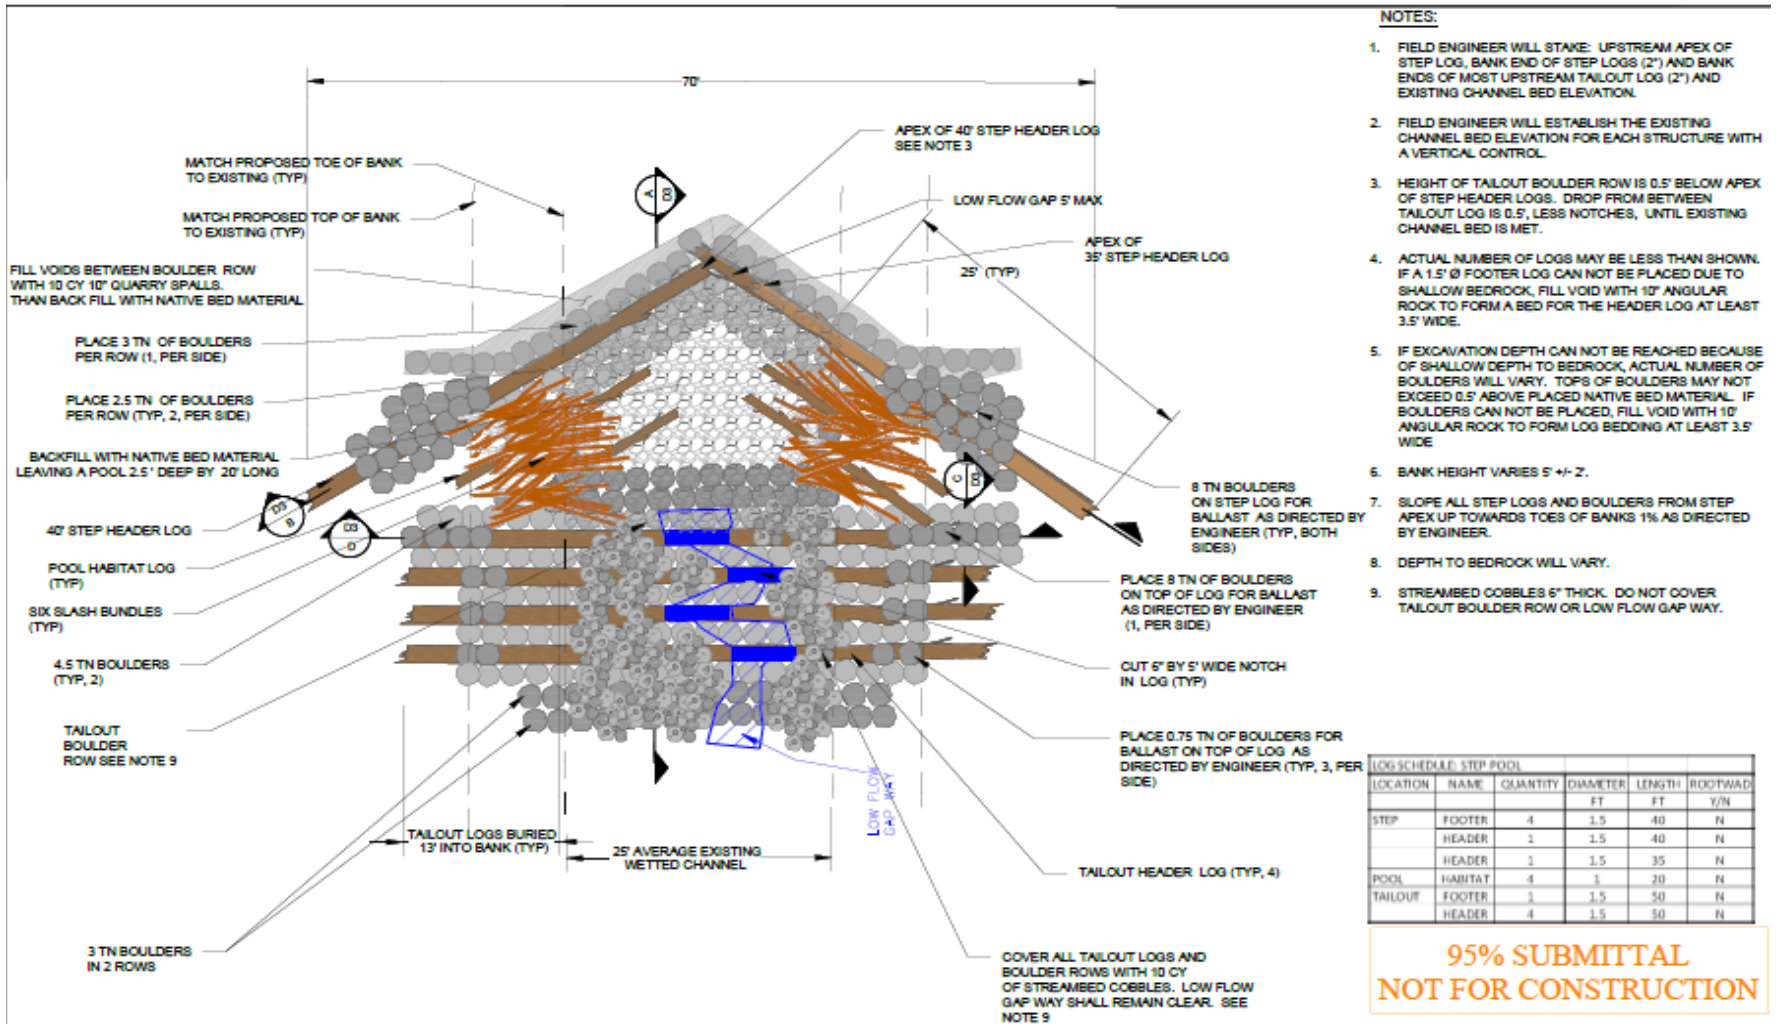 70'
MATCH PROPOSED TOE OF BANK
TO EXISTING (TYP)
MATCH PROPOSED TOP OF BANK
TO EXISTING (TYP)
FILL VOIDS BETWEEN BOULDER ROW
WITH 10 CY 10" QUARRY SPALLS.
THAN BACK FILL WITH NATIVE BED MATERIAL
PLACE 3 TN OF BOULDERS
PER ROW (1, PER SIDE)
PLACE 2.5 TN OF BOULDERS
PER ROW (TYP, 2, PER SIDE)
BACKFILL WITH NATIVE BED MATERIAL
LEAVING A POOL 2.5' DEEP BY 20' LONG
40' STEP HEADER LOG
POOL HABITAT LOG
(TYP)
SIX SLASH BUNDLES
(TYP)
4.5 TN BOULDERS
(TYP, 2)
TAILOUT
BOULDER
ROW SEE NOTE 9
3 TN BOULDERS
IN 2 ROWS
A
D3
D3
B
D3
D
C
D3
APEX OF 40' STEP HEADER LOG
SEE NOTE 3
LOW FLOW GAP 5' MAX
APEX OF
35' STEP HEADER LOG
25' (TYP)
8 TN BOULDERS
ON STEP LOG FOR
BALLAST AS DIRECTED BY
ENGINEER (TYP, BOTH
SIDES)
PLACE 8 TN OF BOULDERS
ON TOP OF LOG FOR BALLAST
AS DIRECTED BY ENGINEER
(1, PER SIDE)
CUT 6" BY 5' WIDE NOTCH
IN LOG (TYP)
PLACE 0.75 TN OF BOULDERS FOR
BALLAST ON TOP OF LOG AS
DIRECTED BY ENGINEER (TYP, 3, PER
SIDE)
LOW FLOW
GAP WAY
TAILOUT LOGS BURIED
13' INTO BANK (TYP)
25' AVERAGE EXISTING
WETTED CHANNEL
TAILOUT HEADER LOG (TYP, 4)
COVER ALL TAILOUT LOGS AND
BOULDER ROWS WITH 10 CY
OF STREAMBED COBBLES. LOW FLOW
GAP WAY SHALL REMAIN CLEAR. SEE
NOTE 9
NOTES:
1. FIELD ENGINEER WILL STAKE: UPSTREAM APEX OF
STEP LOG, BANK END OF STEP LOGS (2") AND BANK
ENDS OF MOST UPSTREAM TAILOUT LOG (2") AND
EXISTING CHANNEL BED ELEVATION.
2. FIELD ENGINEER WILL ESTABLISH THE EXISTING
CHANNEL BED ELEVATION FOR EACH STRUCTURE WITH
A VERTICAL CONTROL.
3. HEIGHT OF TAILOUT BOULDER ROW IS 0.5' BELOW APEX
OF STEP HEADER LOGS. DROP FROM BETWEEN
TAILOUT LOG IS 0.5', LESS NOTCHES, UNTIL EXISTING
CHANNEL BED IS MET.
4. ACTUAL NUMBER OF LOGS MAY BE LESS THAN SHOWN.
IF A 1.5' Ø FOOTER LOG CAN NOT BE PLACED DUE TO
SHALLOW BEDROCK, FILL VOID WITH 10" ANGULAR
ROCK TO FORM A BED FOR THE HEADER LOG AT LEAST
3.5' WIDE.
5. IF EXCAVATION DEPTH CAN NOT BE REACHED BECAUSE
OF SHALLOW DEPTH TO BEDROCK, ACTUAL NUMBER OF
BOULDERS WILL VARY. TOPS OF BOULDERS MAY NOT
EXCEED 0.5' ABOVE PLACED NATIVE BED MATERIAL. IF
BOULDERS CAN NOT BE PLACED, FILL VOID WITH 10'
ANGULAR ROCK TO FORM LOG BEDDING AT LEAST 3.5'
WIDE
6. BANK HEIGHT VARIES 5' +/- 2'.
7. SLOPE ALL STEP LOGS AND BOULDERS FROM STEP
APEX UP TOWARDS TOES OF BANKS 1% AS DIRECTED
BY ENGINEER.
8. DEPTH TO BEDROCK WILL VARY.
9. STREAMBED COBBLES 6" THICK. DO NOT COVER
TAILOUT BOULDER ROW OR LOW FLOW GAP WAY.
LOG SCHEDULE: STEP POOL
LOCATION NAME QUANTITY DIAMETER LENGTH ROOTWAD
FT FT Y/N
STEP FOOTER 4 1.5 40 N
HEADER 1 1.5 40 N
HEADER 1 1.5 35 N
POOL HABITAT 4 1 20 N
TAILOUT FOOTER 1 1.5 50 N
HEADER 4 1.5 50 N
95% SUBMITTAL
NOT FOR CONSTRUCTION